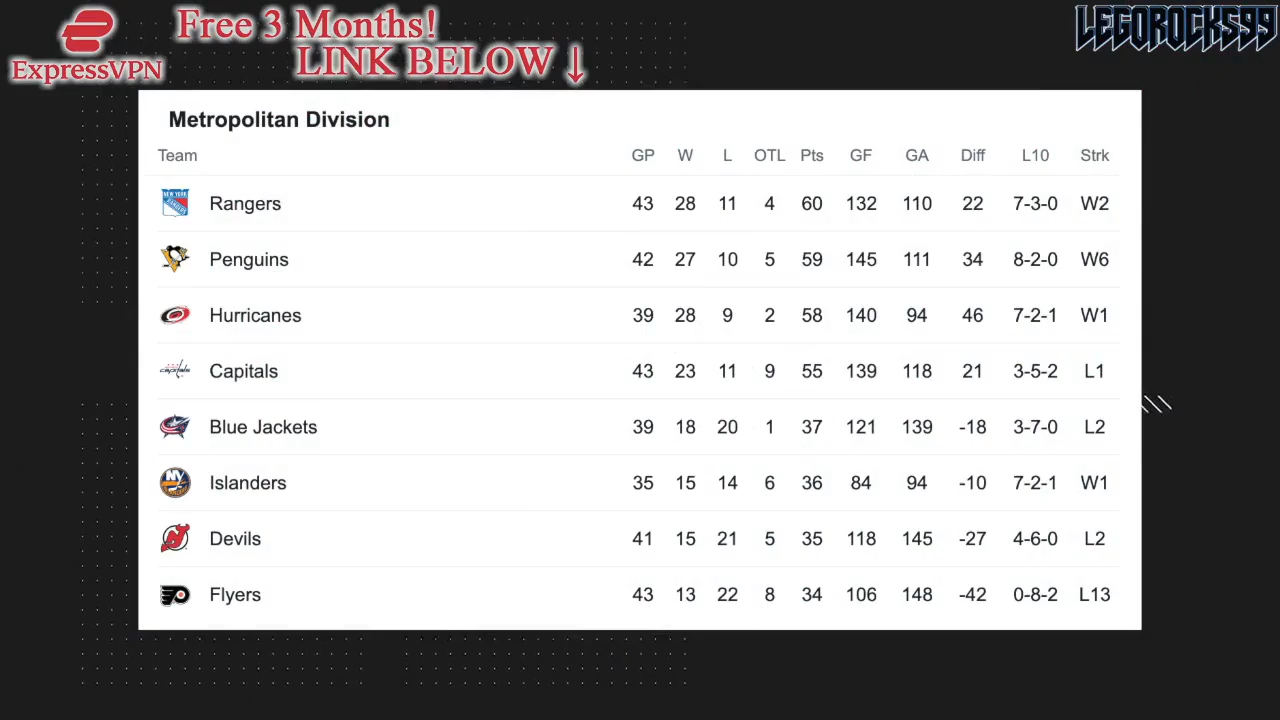 Free 3 Months!
LINK BELOW ↓
ExpressVPN
LEGOROCKS99
Metropolitan Division
Team GP W L OTL Pts GF GA Diff L10 Strk
Rangers 43 28 11 4 60 132 110 22 7-3-0 W2
Penguins 42 27 10 5 59 145 111 34 8-2-0 W6
Hurricanes 39 28 9 2 58 140 94 46 7-2-1 W1
Capitals 43 23 11 9 55 139 118 21 3-5-2 L1
Blue Jackets 39 18 20 1 37 121 139 -18 3-7-0 L2
Islanders 35 15 14 6 36 84 94 -10 7-2-1 W1
Devils 41 15 21 5 35 118 145 -27 4-6-0 L2
Flyers 43 13 22 8 34 106 148 -42 0-8-2 L13